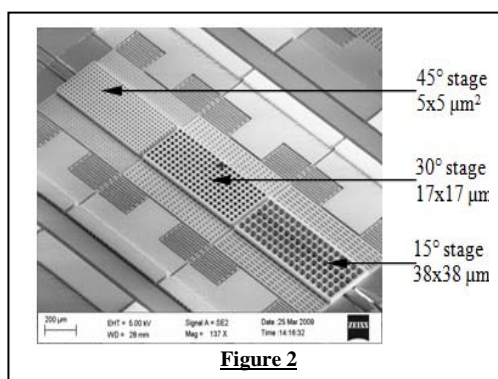 45° stage
5x5 μm²
30° stage
17x17 μm
15° stage
38x38 μm
200 μm
EHT = 5.00 kV
Signal A = SE2
Date :25 Mar 2009
WD = 28 mm
Mag = 137 X
Time :14:16:32
ZEISS
Figure 2